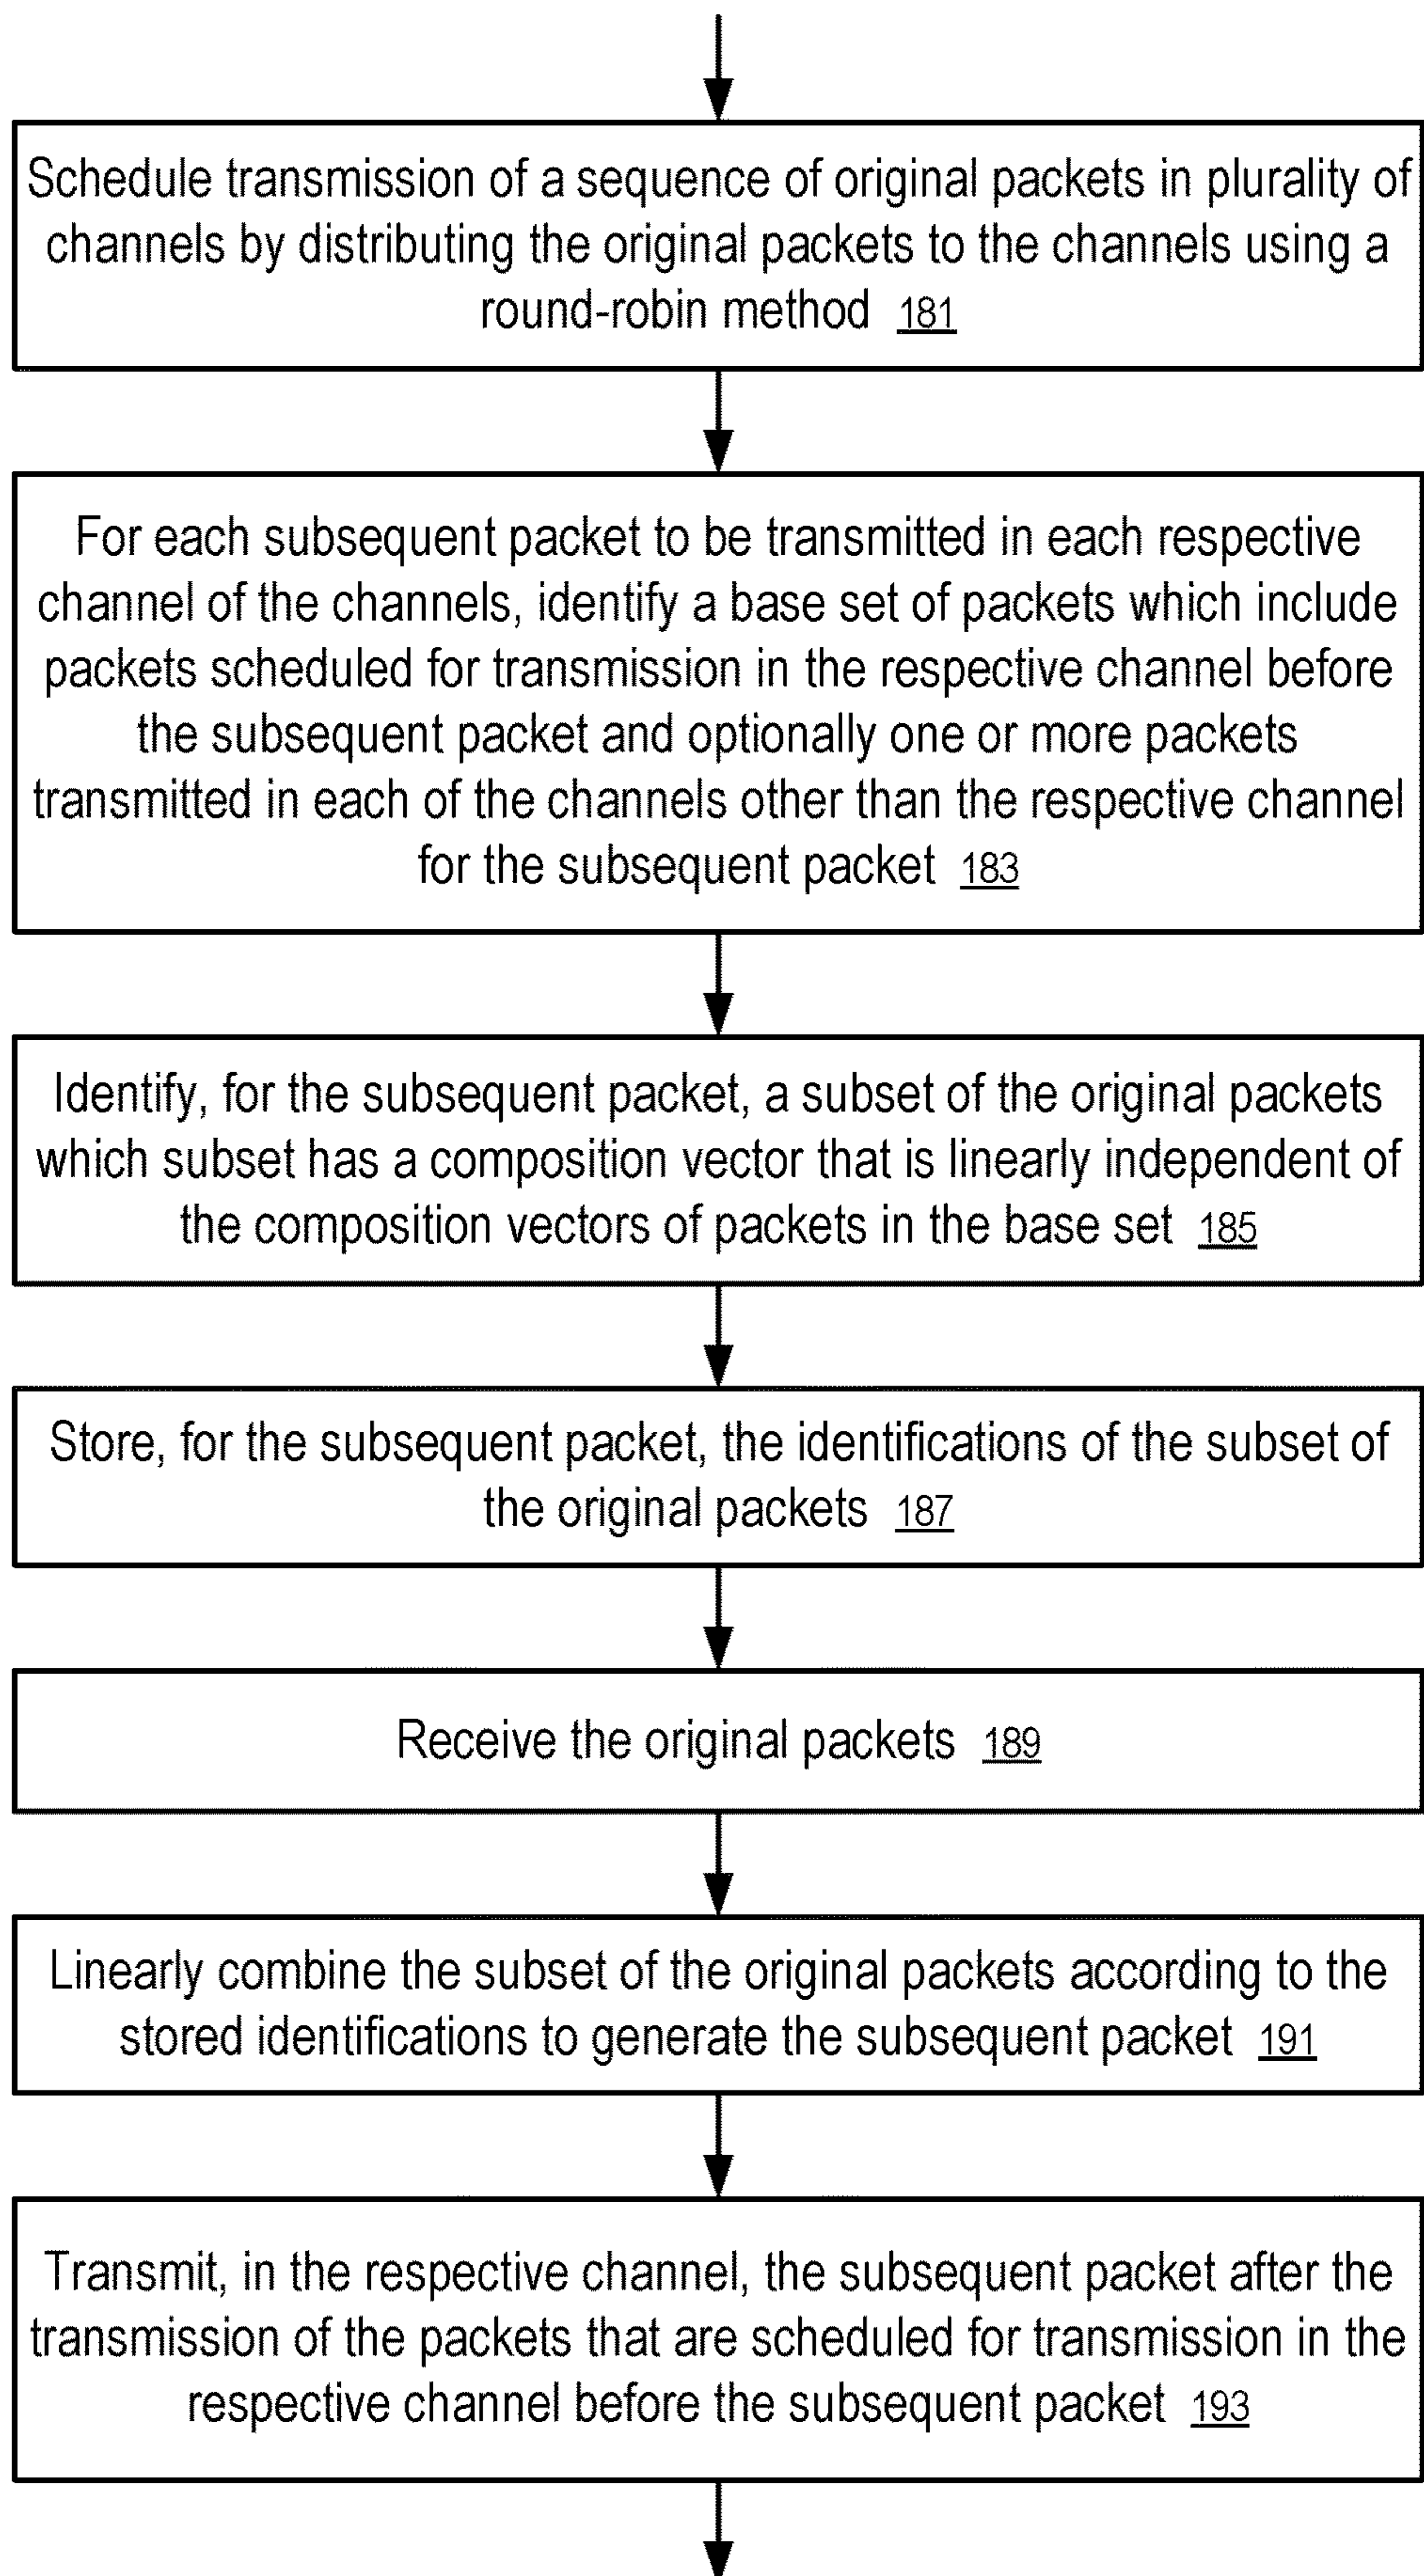 Schedule transmission of a sequence of original packets in plurality of
channels by distributing the original packets to the channels using a
round-robin method 181
For each subsequent packet to be transmitted in each respective
channel of the channels, identify a base set of packets which include
packets scheduled for transmission in the respective channel before
the subsequent packet and optionally one or more packets
transmitted in each of the channels other than the respective channel
for the subsequent packet 183
Identify, for the subsequent packet, a subset of the original packets
which subset has a composition vector that is linearly independent of
the composition vectors of packets in the base set 185
Store, for the subsequent packet, the identifications of the subset of
the original packets 187
Receive the original packets 189
Linearly combine the subset of the original packets according to the
stored identifications to generate the subsequent packet 191
Transmit, in the respective channel, the subsequent packet after the
transmission of the packets that are scheduled for transmission in the
respective channel before the subsequent packet 193